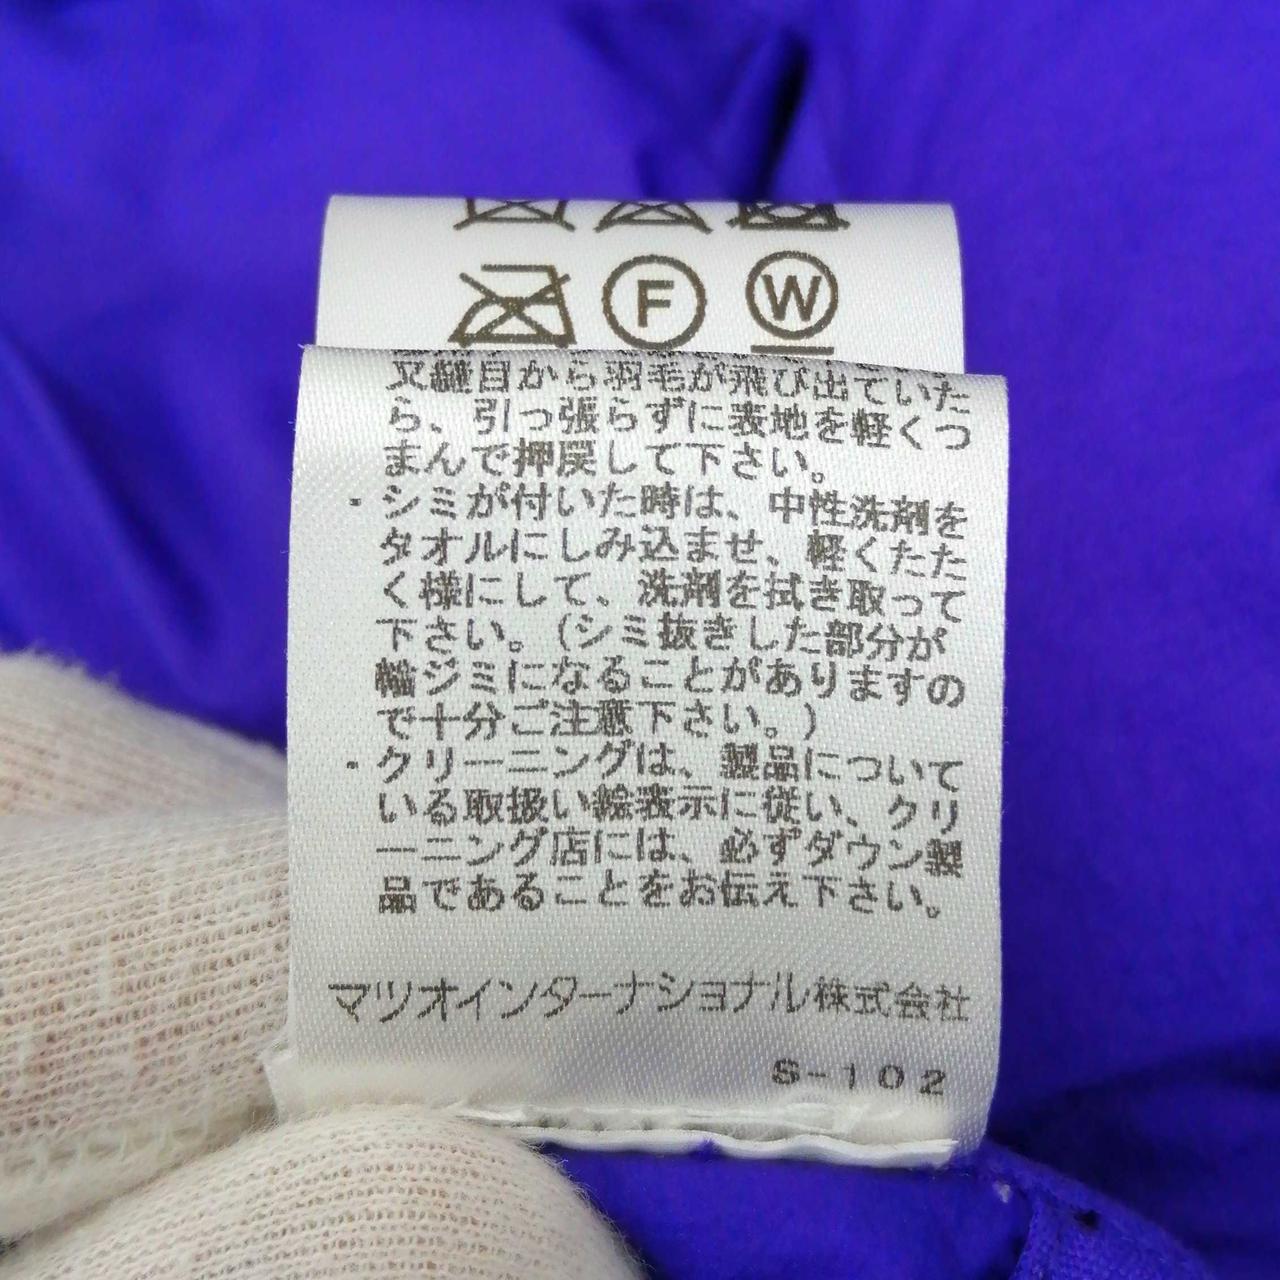 F
W
又縫目から羽毛が飛び出ていた
ら、引っ張らずに表地を軽くつ
まんで押戻して下さい。
・シミが付いた時は、中性洗剤を
タオルにしみ込ませ、軽くたた
く様にして、洗剤を拭き取って
下さい。(シミ抜きした部分が
輪ジミになることがありますの
で十分ご注意下さい。)
・クリーニングは、製品について
いる取扱い絵表示に従い、クリ
ーニング店には、必ずダウン製
品であることをお伝え下さい。
マツオインターナショナル株式会社
S-102